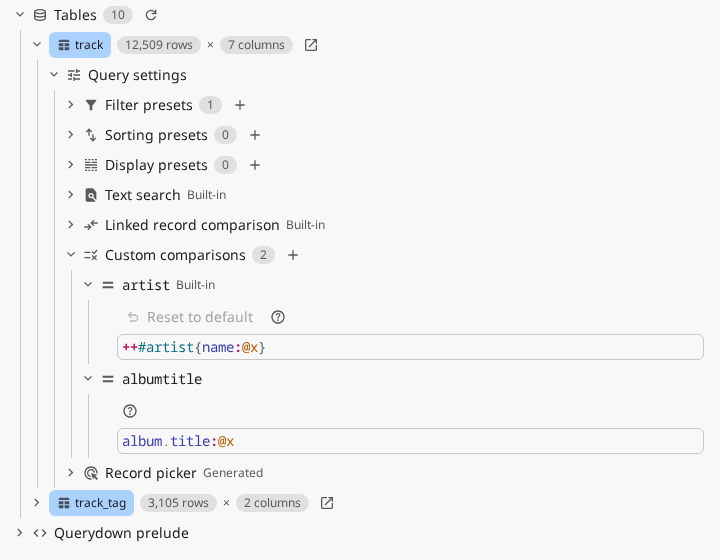 Tables 10
track 12,509 rows × 7 columns
Query settings
Filter presets 1 +
Sorting presets 0 +
Display presets 0 +
Text search Built-in
Linked record comparison Built-in
Custom comparisons 2 +
artist Built-in
Reset to default
++#artist{name:@x}
albumtitle
album.title:@x
Record picker Generated
track_tag 3,105 rows × 2 columns
Querydown prelude